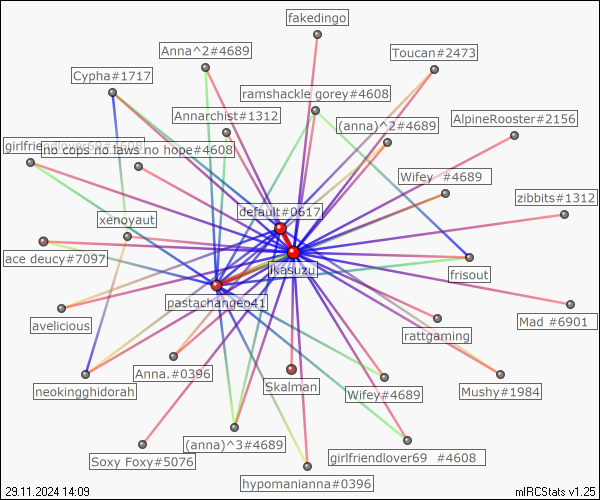 fakedingo
Anna^2#4689
Toucan#2473
Cypha#1717
ramshackle gorey#4608
Annarchist#1312
AlpineRooster#2156
(anna)^2#4689
girlfriendlover69#4608
no cops no laws no hope#4608
Wifey  #4689
zibbits#1312
default#0617
xenoyaut
ace deucy#7097
ikasuzu
frisout
pastachangeo41
Mad_#6901
avelicious
rattgaming
Anna.#0396
Skalman
neokingghidorah
Wifey#4689
Mushy#1984
(anna)^3#4689
Soxy Foxy#5076
girlfriendlover69  #4608
hypomanianna#0396
29.11.2024 14:09
mIRCStats v1.25